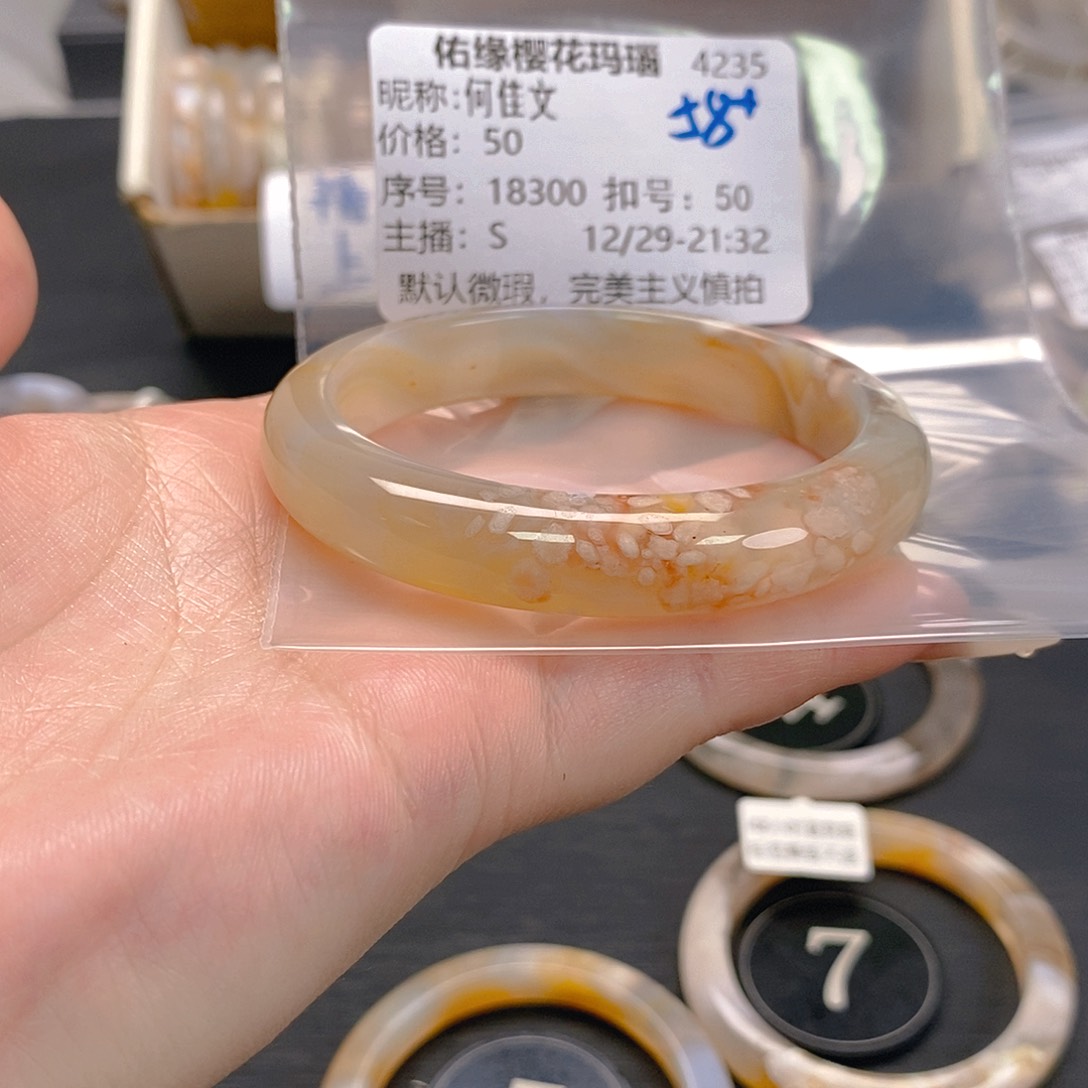 佑缘樱花玛瑙 4235
昵称:何佳文
价格：50
序号：18300 扣号：50
主播：S 12/29-21:32
默认微瑕，完美主义慎拍
7